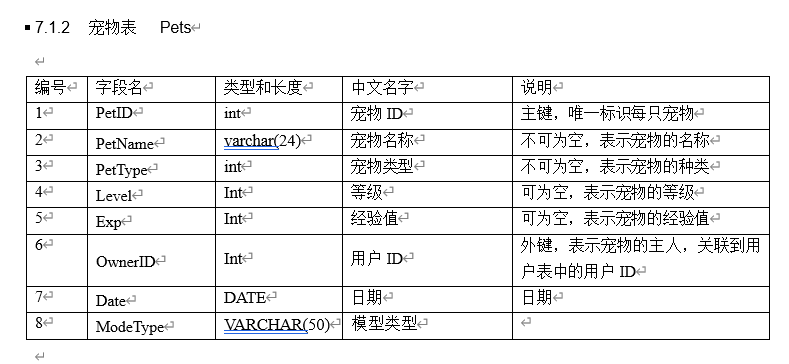 7.1.2 宠物表 Pets
编号 字段名 类型和长度 中文名字 说明
1 PetID int 宠物 ID 主键，唯一标识每只宠物
2 PetName varchar(24) 宠物名称 不可为空，表示宠物的名称
3 PetType int 宠物类型 不可为空，表示宠物的种类
4 Level Int 等级 可为空，表示宠物的等级
5 Exp Int 经验值 可为空，表示宠物的经验值
6 OwnerID Int 用户 ID 外键，表示宠物的主人，关联到用
户表中的用户 ID
7 Date DATE 日期 日期
8 ModeType VARCHAR(50) 模型类型